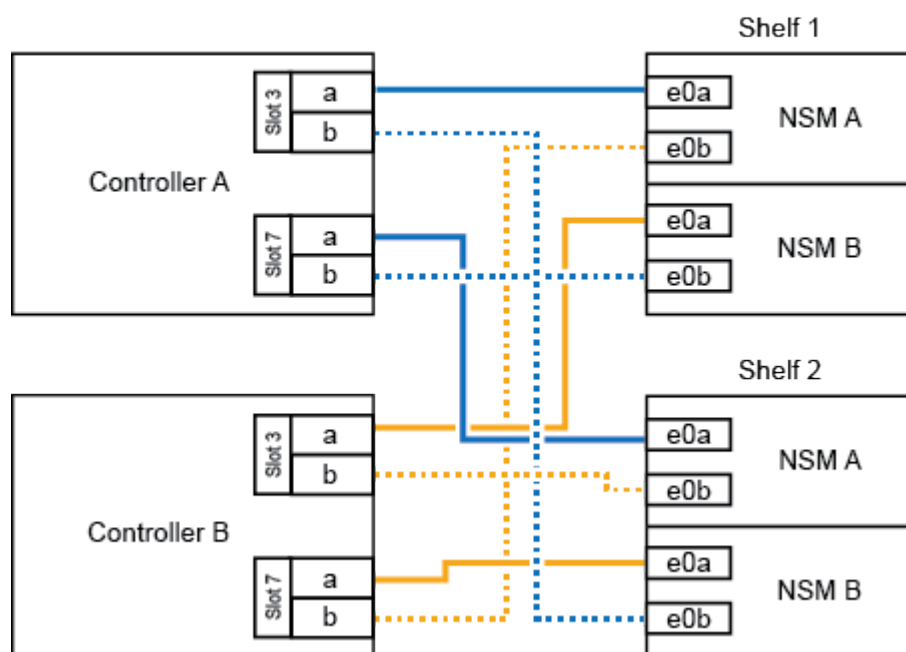 Shelf 1
Controller A
Slot 3
a
b
Slot 7
a
b
e0a
e0b
NSM A
e0a
e0b
NSM B
Shelf 2
Controller B
Slot 3
a
b
Slot 7
a
b
e0a
e0b
NSM A
e0a
e0b
NSM B